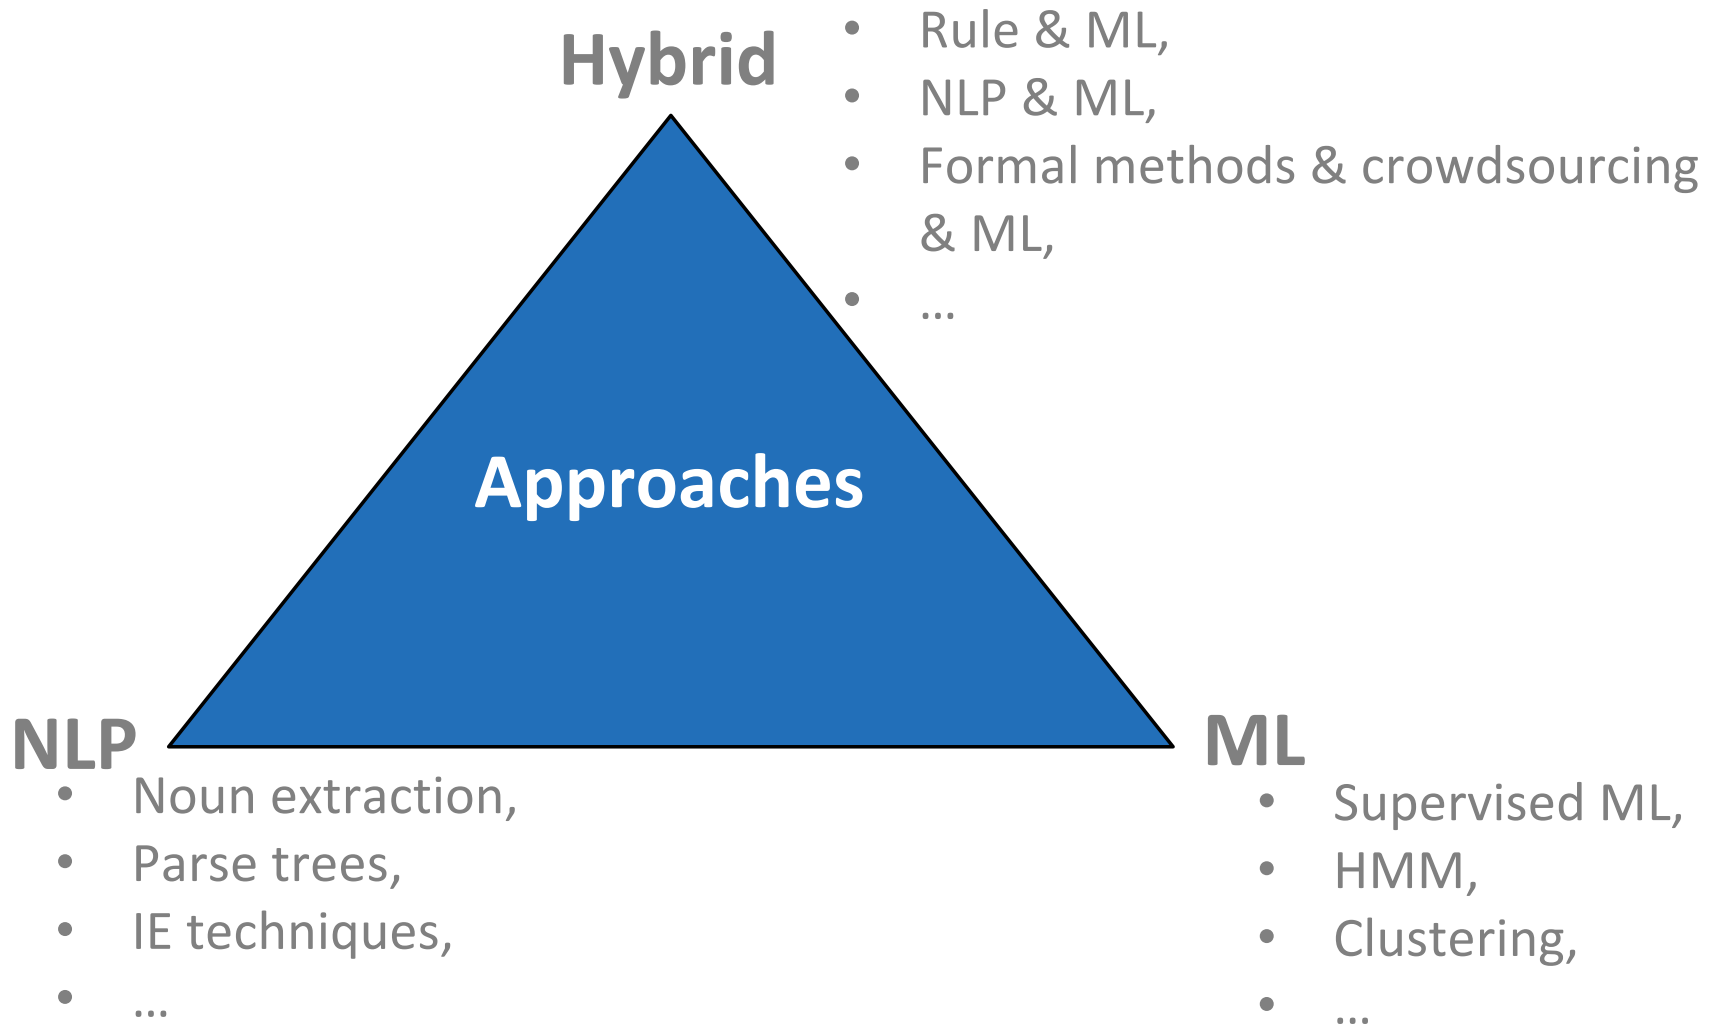 Hybrid
• Rule & ML,
• NLP & ML,
• Formal methods & crowdsourcing
& ML,
• …
Approaches
NLP
• Noun extraction,
• Parse trees,
• IE techniques,
• …
ML
• Supervised ML,
• HMM,
• Clustering,
• …